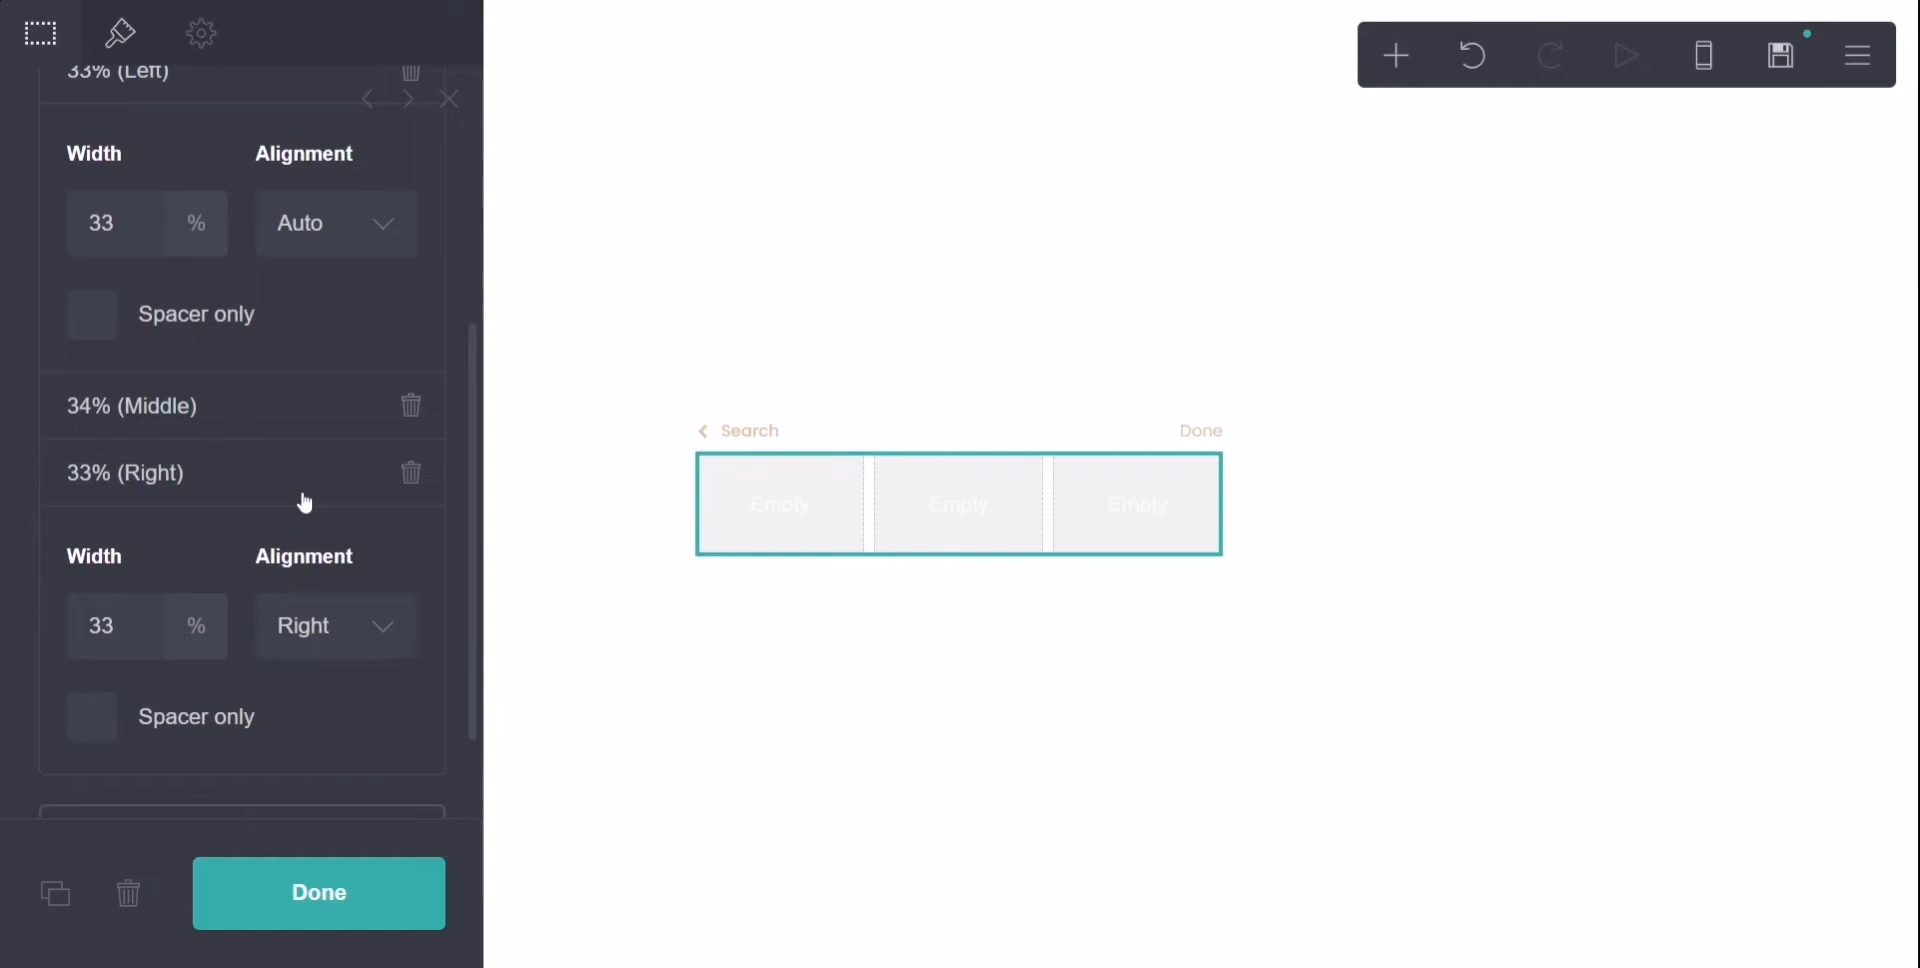 33% (Left)
Width
Alignment
33 %
Auto
Spacer only
34% (Middle)
33% (Right)
Width
Alignment
33 %
Right
Spacer only
Done
Search
Done
Empty
Empty
Empty